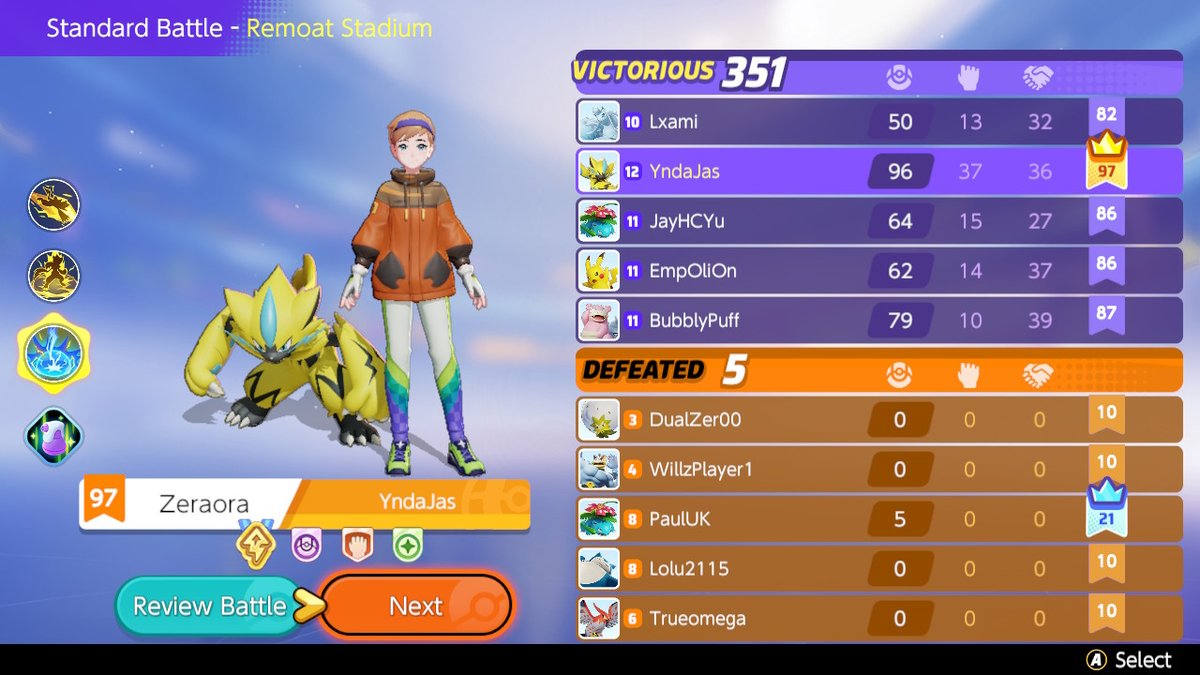 Standard Battle - Remoat Stadium
VICTORIOUS 351
10 Lxami 50 13 32 82
12 YndaJas 96 37 36 97
11 JayHCYu 64 15 27 86
11 EmpOliOn 62 14 37 86
11 BubblyPuff 79 10 39 87
DEFEATED 5
3 DualZer00 0 0 0 10
4 WillzPlayer1 0 0 0 10
8 PaulUK 5 0 0 21
8 Lolu2115 0 0 0 10
6 Trueomega 0 0 0 10
97 Zeraora YndaJas
Review Battle Next
A Select